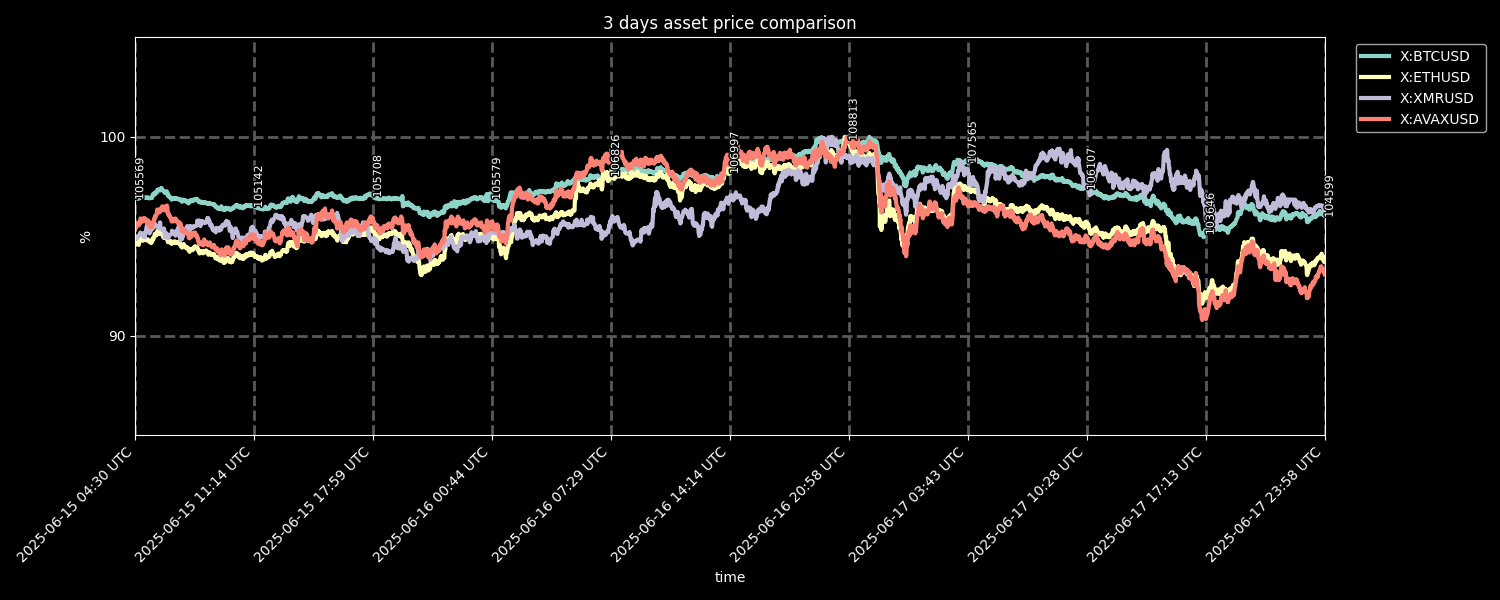 3 days asset price comparison
X:BTCUSD
X:ETHUSD
X:XMRUSD
X:AVAXUSD
100
90
%
105569
105142
105708
105579
106826
106997
108813
107565
106107
103646
104599
2025-06-15 04:30 UTC
2025-06-15 11:14 UTC
2025-06-15 17:59 UTC
2025-06-16 00:44 UTC
2025-06-16 07:29 UTC
2025-06-16 14:14 UTC
2025-06-16 20:58 UTC
2025-06-17 03:43 UTC
2025-06-17 10:28 UTC
2025-06-17 17:13 UTC
2025-06-17 23:58 UTC
time